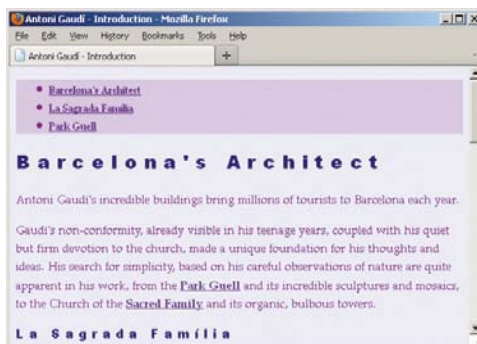 Antoni Gaudí - Introduction - Mozilla Firefox
File Edit View History Bookmarks Tools Help
Antoni Gaudí - Introduction
Barcelona's Architect
La Sagrada Família
Park Guell
Barcelona's Architect
Antoni Gaudí's incredible buildings bring millions of tourists to Barcelona each year.
Gaudí's non-conformity, already visible in his teenage years, coupled with his quiet
but firm devotion to the church, made a unique foundation for his thoughts and
ideas. His search for simplicity, based on his careful observations of nature are quite
apparent in his work, from the Park Guell and its incredible sculptures and mosaics,
to the Church of the Sacred Family and its organic, bulbous towers.
La Sagrada Família